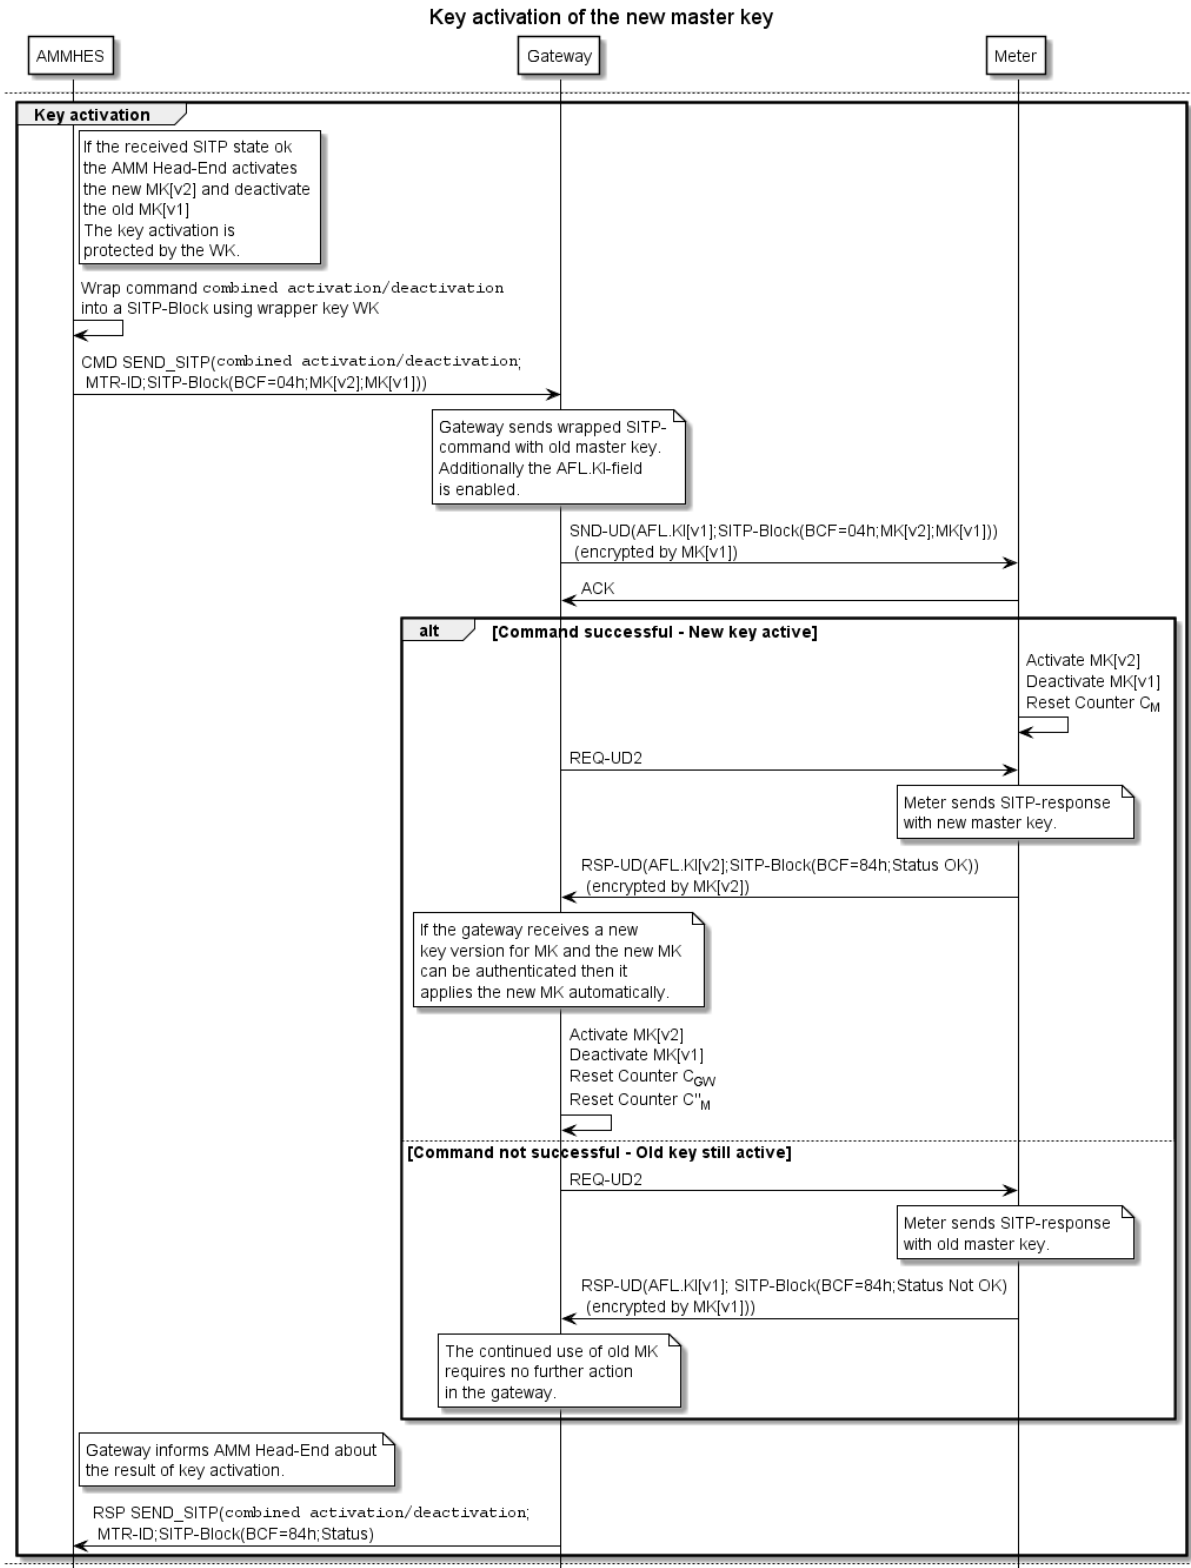 Key activation of the new master key
AMMHES
Gateway
Meter
Key activation
If the received SITP state ok
the AMM Head-End activates
the new MK[v2] and deactivate
the old MK[v1]
The key activation is
protected by the WK.
Wrap command combined activation/deactivation
into a SITP-Block using wrapper key WK
CMD SEND_SITP(combined activation/deactivation;
MTR-ID;SITP-Block(BCF=04h;MK[v2];MK[v1]))
Gateway sends wrapped SITP-
command with old master key.
Additionally the AFL.KI-field
is enabled.
SND-UD(AFL.KI[v1];SITP-Block(BCF=04h;MK[v2];MK[v1]))
(encrypted by MK[v1])
ACK
alt [Command successful - New key active]
Activate MK[v2]
Deactivate MK[v1]
Reset Counter CM
REQ-UD2
Meter sends SITP-response
with new master key.
RSP-UD(AFL.KI[v2];SITP-Block(BCF=84h;Status OK))
(encrypted by MK[v2])
If the gateway receives a new
key version for MK and the new MK
can be authenticated then it
applies the new MK automatically.
Activate MK[v2]
Deactivate MK[v1]
Reset Counter CGW
Reset Counter C"M
[Command not successful - Old key still active]
REQ-UD2
Meter sends SITP-response
with old master key.
RSP-UD(AFL.KI[v1]; SITP-Block(BCF=84h;Status Not OK)
(encrypted by MK[v1]))
The continued use of old MK
requires no further action
in the gateway.
Gateway informs AMM Head-End about
the result of key activation.
RSP SEND_SITP(combined activation/deactivation;
MTR-ID;SITP-Block(BCF=84h;Status)